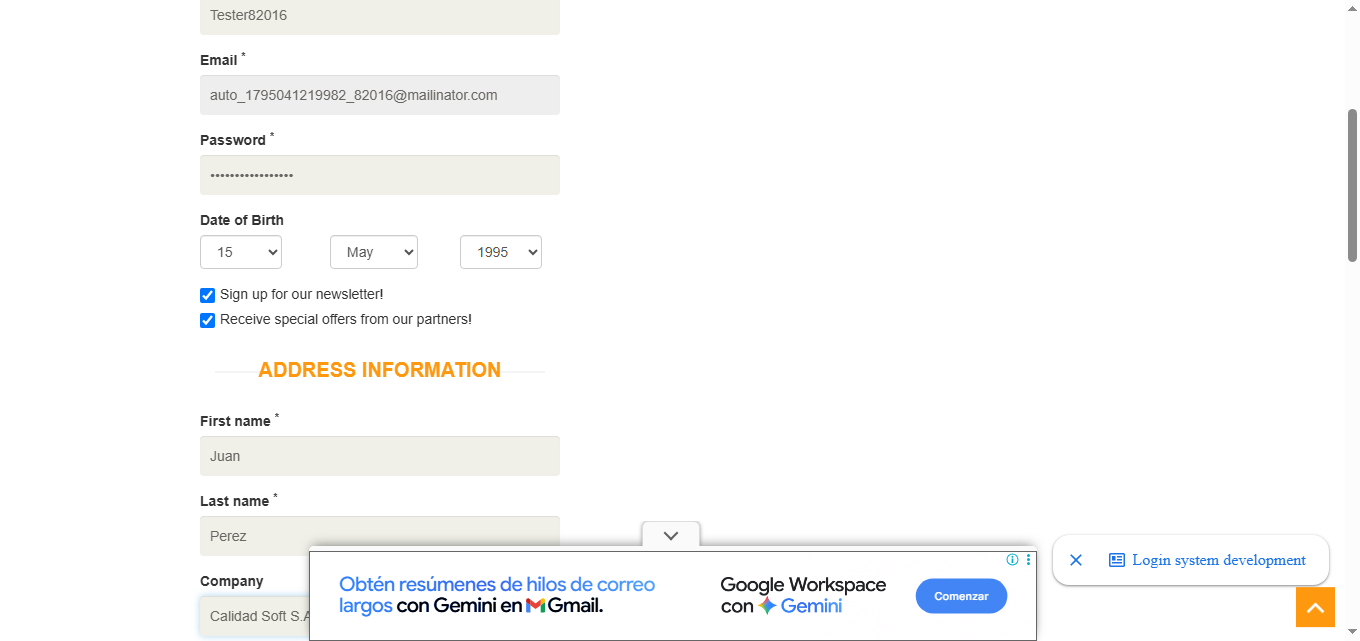 Tester82016
Email *
auto_1795041219982_82016@mailinator.com
Password *
•••••••••••••••••
Date of Birth
15 May 1995
Sign up for our newsletter!
Receive special offers from our partners!
ADDRESS INFORMATION
First name *
Juan
Last name *
Perez
Company
Calidad Soft S.A
Obtén resúmenes de hilos de correo
largos con Gemini en Gmail.
Google Workspace
con Gemini
Comenzar
Login system development